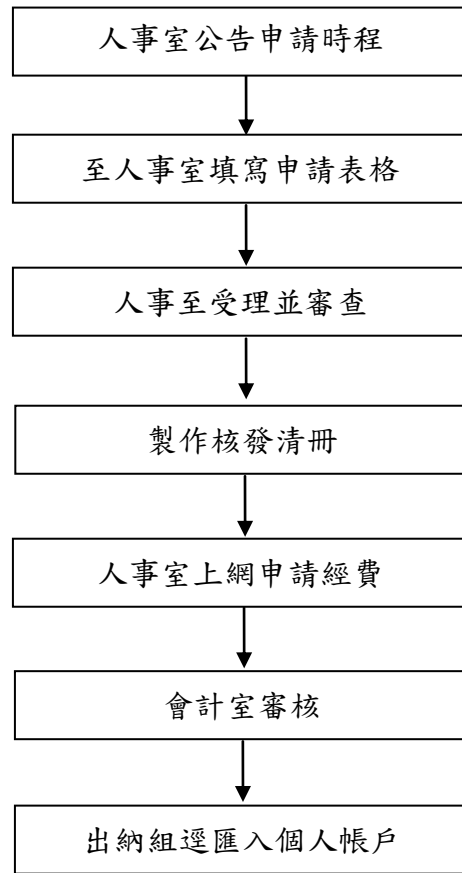 人事室公告申請時程
至人事室填寫申請表格
人事至受理並審查
製作核發清冊
人事室上網申請經費
會計室審核
出納組逕匯入個人帳戶